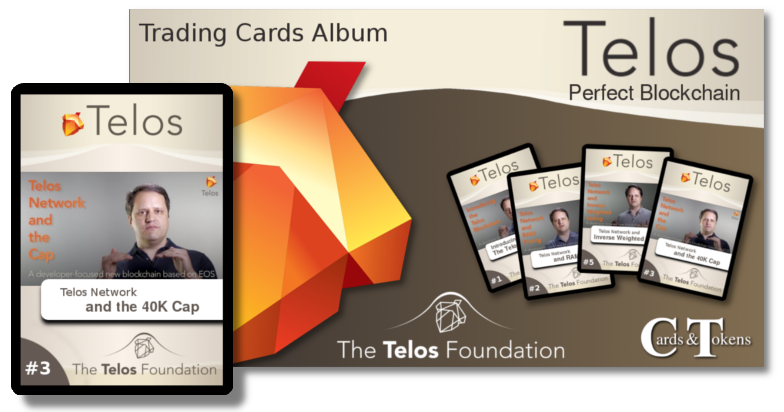 Trading Cards Album
Telos
Perfect Blockchain
Telos
Telos
Network
and
the
Cap
Telos
A developer-focused new blockchain based on EOS
Telos Network
and the 40K Cap
#3
The Telos Foundation
Telos
Introducing
The Tel
#1
Telos
Telos Network
and RAM
#2
The Telos Foundation
Telos
Telos Network and
Inverse Weighted
#5
The Telos Foundation
Telos
Telos Network
and the 40K Cap
#3
The Telos Foundation
The Telos Foundation
Cards & Tokens